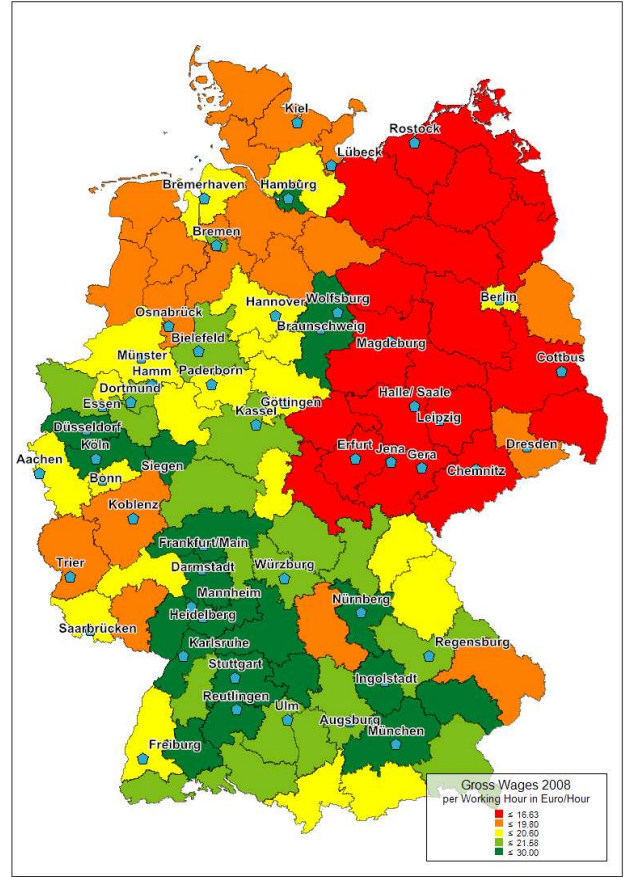 Kiel
Rostock
Lübeck
Bremerhaven
Hamburg
Bremen
Berlin
Osnabrück
Hannover
Wolfsburg
Braunschweig
Bielefeld
Magdeburg
Münster
Hamm
Paderborn
Cottbus
Dortmund
Göttingen
Halle/ Saale
Essen
Kassel
Leipzig
Düsseldorf
Köln
Siegen
Erfurt
Jena
Gera
Dresden
Aachen
Chemnitz
Bonn
Koblenz
Frankfurt/Main
Trier
Darmstadt
Würzburg
Mannheim
Nürnberg
Heidelberg
Saarbrücken
Karlsruhe
Regensburg
Stuttgart
Ingolstadt
Reutlingen
Ulm
Augsburg
München
Freiburg
Gross Wages 2008
per Working Hour in Euro/Hour
≤ 16.63
≤ 19.80
≤ 20.60
≤ 21.58
≤ 30.00